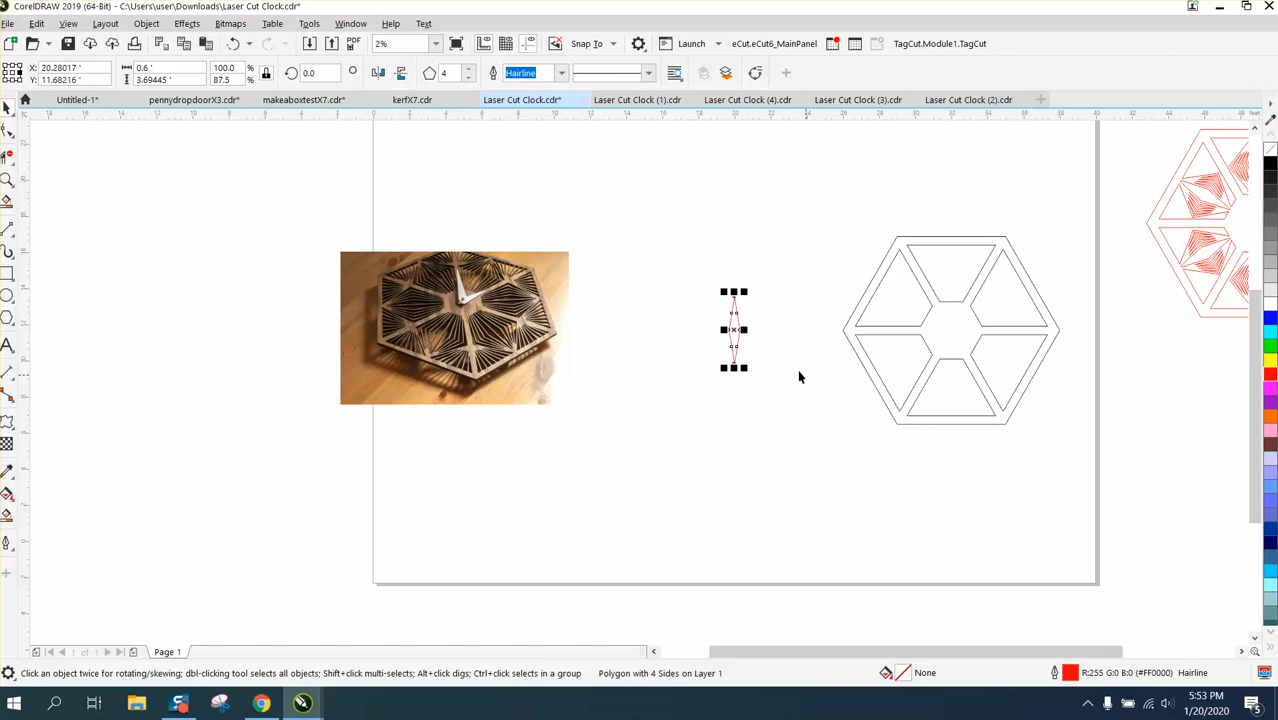 CorelDRAW 2019 (64-Bit) - C:\Users\user\Downloads\Laser Cut Clock.cdr*
File Edit View Layout Object Effects Bitmaps Table Tools Window Help Text
PDF 2% Snap To Launch eCut.eCut6_MainPanel TagCut.Module1.TagCut
X: 20.28017 ' 0.6 ' 100.0 % 0.0 4 Hairline
Y: 11.68216 ' 3.69445 ' 87.5 %
Untitled-1* pennydropdoorX3.cdr* makeaboxtestX7.cdr* kerfX7.cdr Laser Cut Clock.cdr* Laser Cut Clock (1).cdr Laser Cut Clock (4).cdr Laser Cut Clock (3).cdr Laser Cut Clock (2).cdr
feet
1 of 1 Page 1
Click an object twice for rotating/skewing; dbl-clicking tool selects all objects; Shift+click multi-selects; Alt+click digs; Ctrl+click selects in a group Polygon with 4 Sides on Layer 1 None R:255 G:0 B:0 (#FF0000) Hairline
5:53 PM
1/20/2020
5